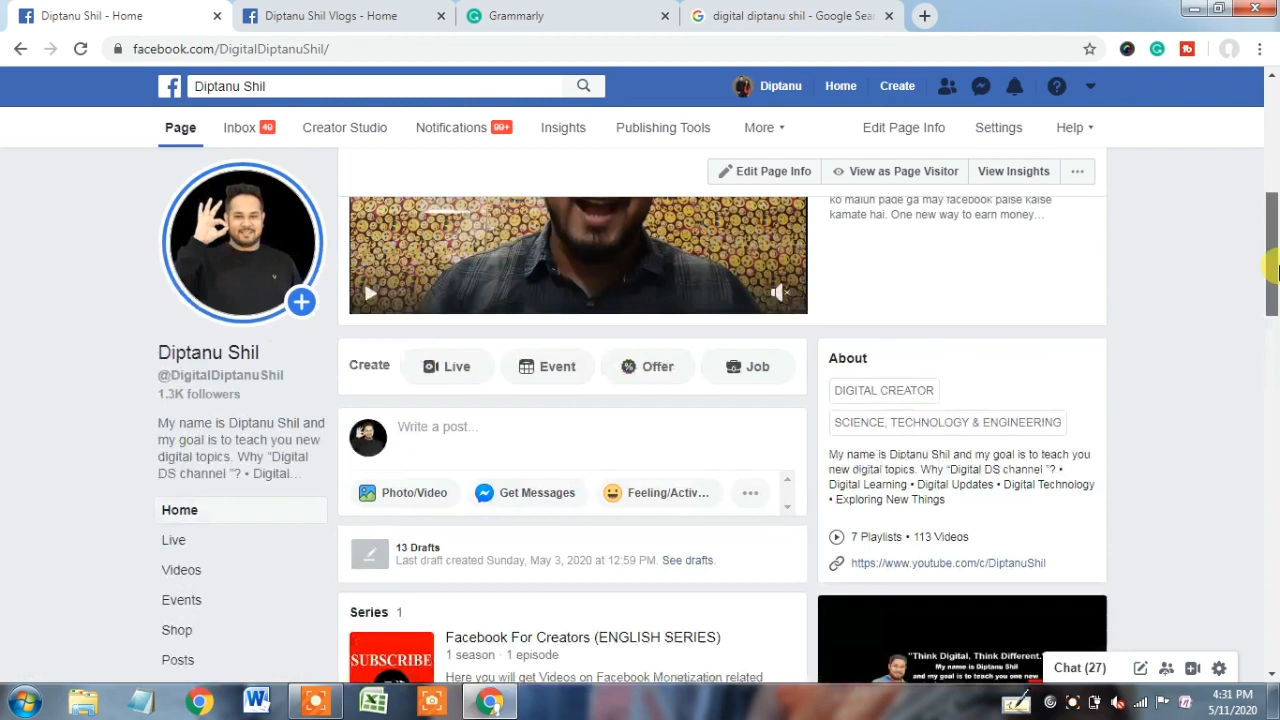 Diptanu Shil - Home
Diptanu Shil Vlogs - Home
Grammarly
digital diptanu shil - Google Sea
facebook.com/DigitalDiptanuShil/
Diptanu Shil
Diptanu
Home
Create
Page
Inbox 49
Creator Studio
Notifications 99+
Insights
Publishing Tools
More
Edit Page Info
Settings
Help
Edit Page Info
View as Page Visitor
View Insights
ko malun pade ga may facebook paise kaise
kamate hai. One new way to earn money…
Diptanu Shil
@DigitalDiptanuShil
1.3K followers
My name is Diptanu Shil and
my goal is to teach you new
digital topics. Why “Digital
DS channel ”? • Digital…
Home
Live
Videos
Events
Shop
Posts
Create
Live
Event
Offer
Job
Write a post...
Photo/Video
Get Messages
Feeling/Activ...
13 Drafts
Last draft created Sunday, May 3, 2020 at 12:59 PM. See drafts.
Series 1
SUBSCRIBE
Facebook For Creators (ENGLISH SERIES)
1 season · 1 episode
Here you will get Videos on Facebook Monetization related
About
DIGITAL CREATOR
SCIENCE, TECHNOLOGY & ENGINEERING
My name is Diptanu Shil and my goal is to teach you
new digital topics. Why “Digital DS channel ”? •
Digital Learning • Digital Updates • Digital Technology
• Exploring New Things
7 Playlists • 113 Videos
https://www.youtube.com/c/DiptanuShil
"Think Digital, Think Different."
My name is Diptanu Shil
and my goal is to teach you one new
Chat (27)
4:31 PM
5/11/2020